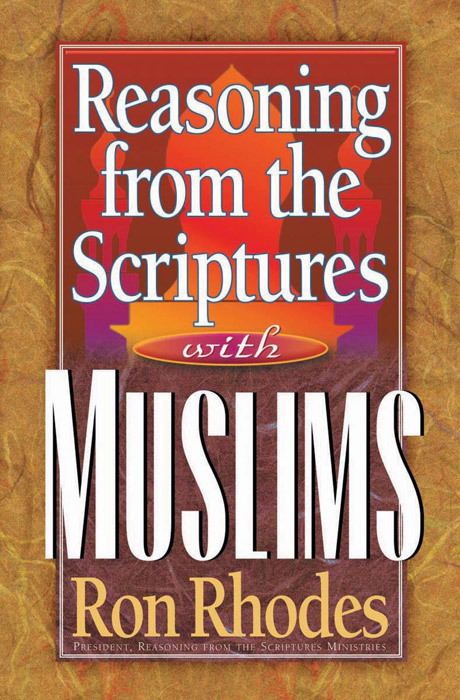 Reasoning
from the
Scriptures
with
MUSLIMS
Ron Rhodes
PRESIDENT, REASONING FROM THE SCRIPTURES MINISTRIES